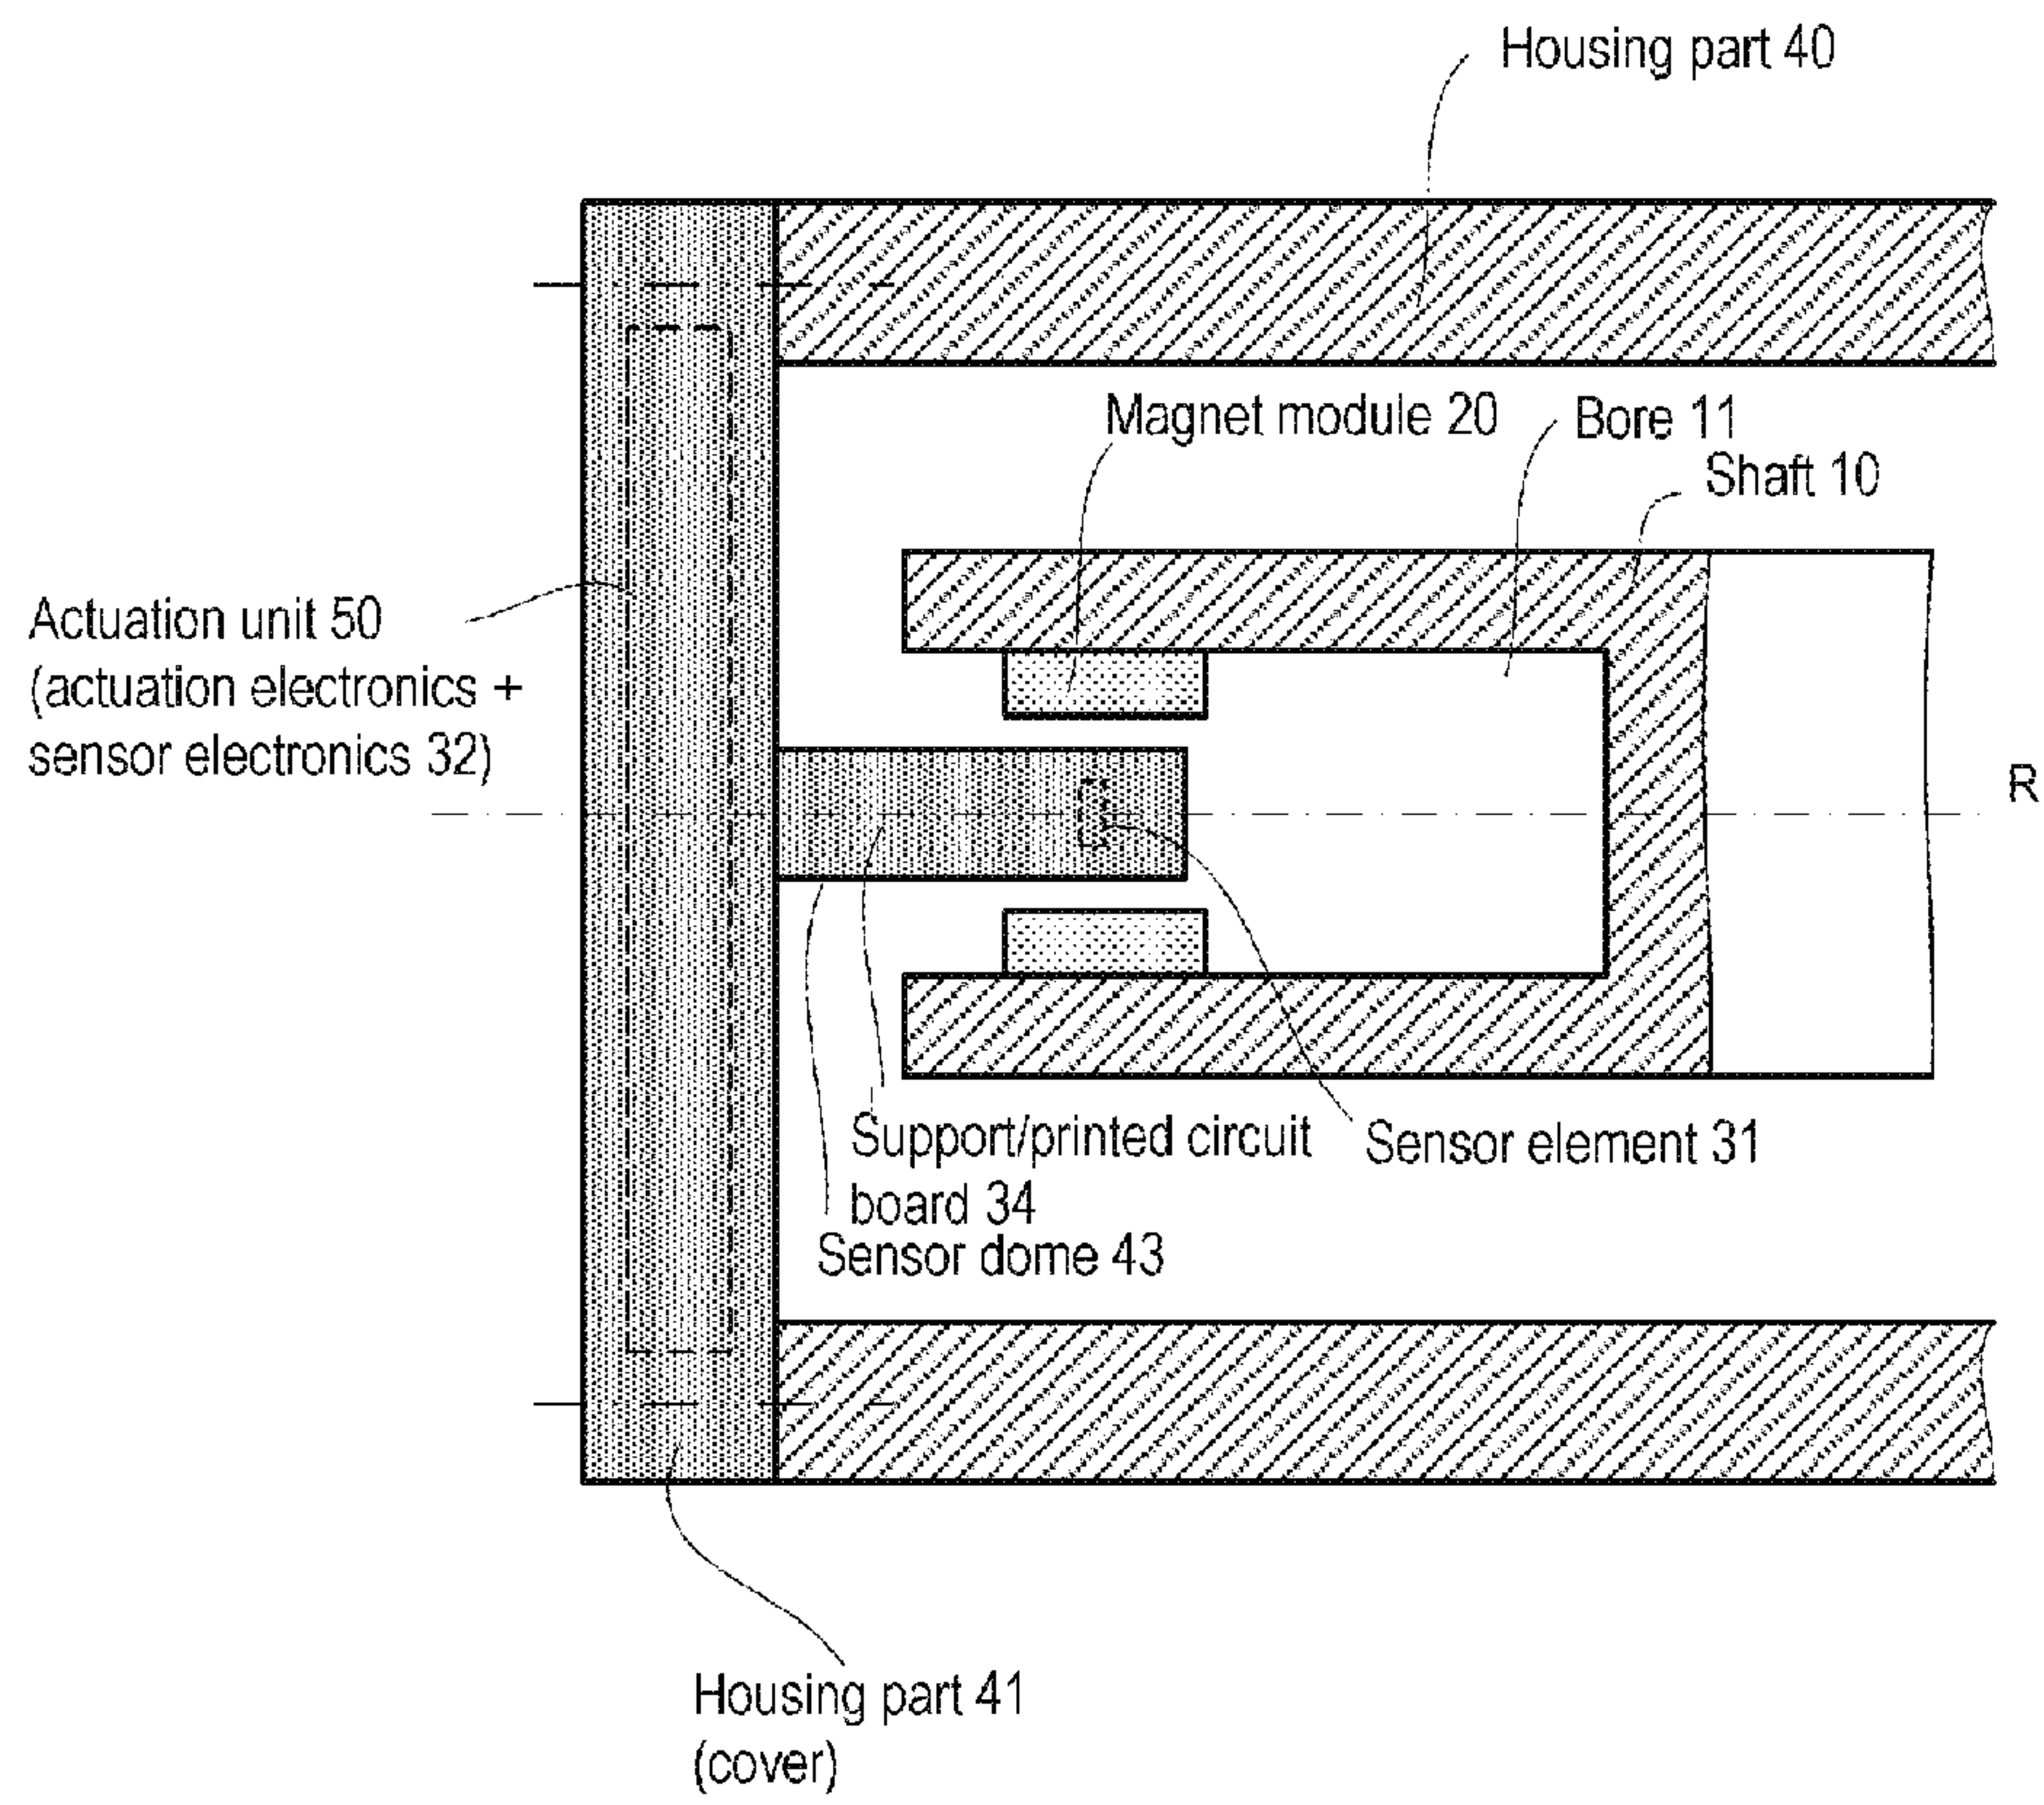 Housing part 40
Magnet module 20
Bore 11
Shaft 10
Actuation unit 50
(actuation electronics +
sensor electronics 32)
R
Support/printed circuit
board 34
Sensor element 31
Sensor dome 43
Housing part 41
(cover)